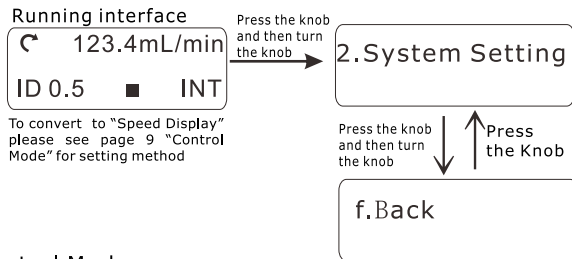 Running interface
123.4mL/min
ID 0.5 ■ INT
Press the knob
and then turn
the knob
2.System Setting
To convert to “Speed Display”
please see page 9 “Control
Mode” for setting method
Press the knob
and then turn
the knob
Press
the Knob
f.Back